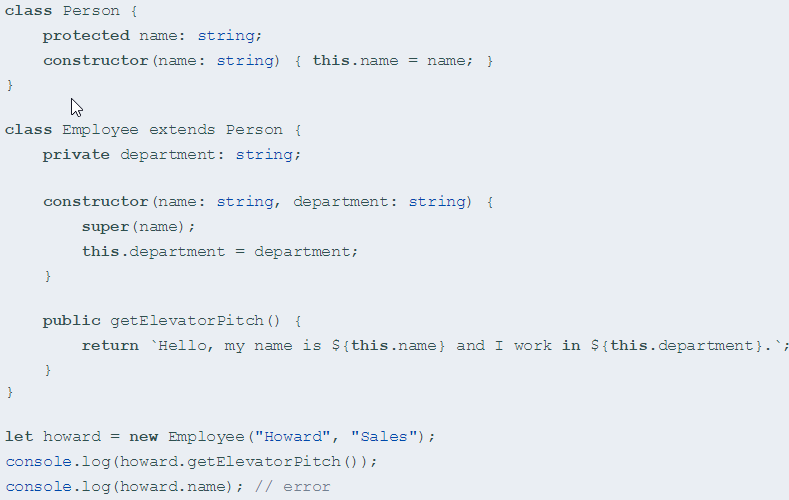 class Person {
    protected name: string;
    constructor(name: string) { this.name = name; }
}
class Employee extends Person {
    private department: string;
    constructor(name: string, department: string) {
        super(name);
        this.department = department;
    }
    public getElevatorPitch() {
        return `Hello, my name is ${this.name} and I work in ${this.department}.`;
    }
}
let howard = new Employee("Howard", "Sales");
console.log(howard.getElevatorPitch());
console.log(howard.name); // error